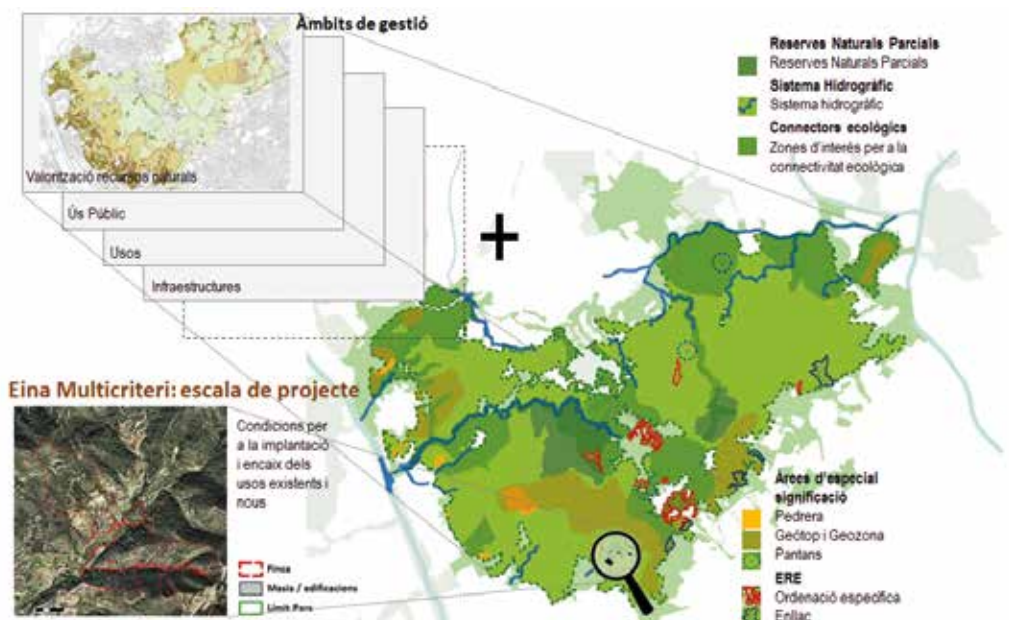 Àmbits de gestió
Valorització recursos naturals
Ús Públic
Usos
Infraestructures
Reserves Naturals Parcials
Reserves Naturals Parcials
Sistema Hidrogràfic
Sistema hidrogràfic
Connectors ecològics
Zones d'interés per a la
connectivitat ecològica
+
Eina Multicriteri: escala de projecte
Condicions per
a la implantació
i encaix dels
usos existents i
nous
Finca
Masia / edificacions
Límit Parc
Àrees d'especial
significació
Pedrera
Geòtop i Geozona
Pantans
ERE
Ordenació específica
Enllaç